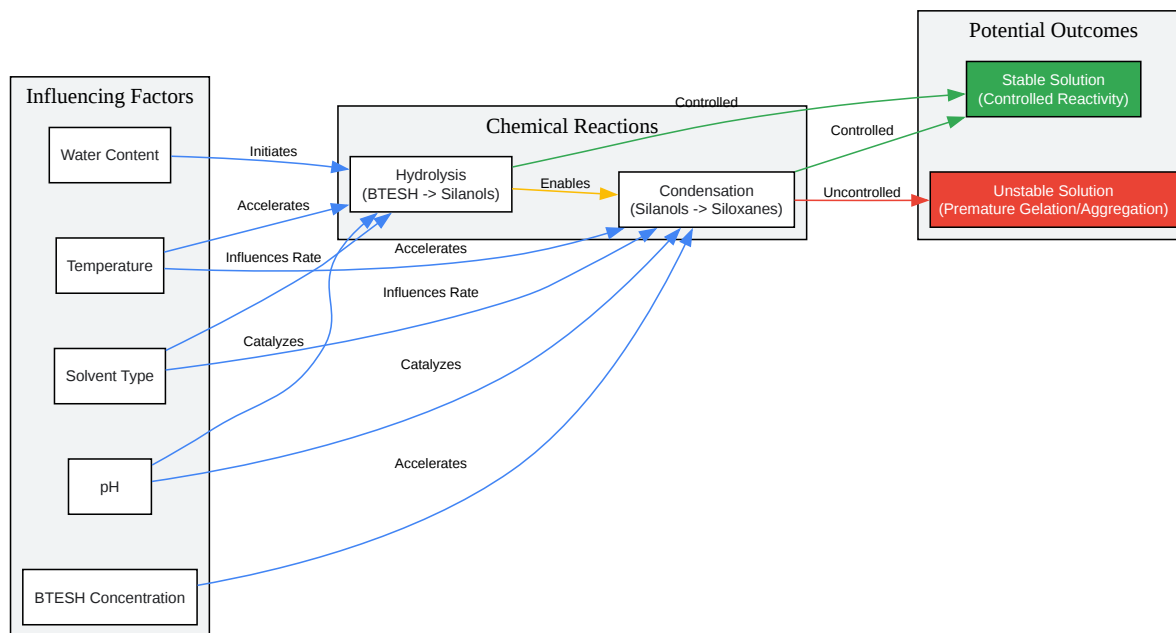 Influencing Factors
Water Content
Temperature
Solvent Type
pH
BTESH Concentration
Initiates
Accelerates
Influences Rate
Accelerates
Influences Rate
Catalyzes
Catalyzes
Accelerates
Chemical Reactions
Hydrolysis
(BTESH -> Silanols)
Enables
Condensation
(Silanols -> Siloxanes)
Controlled
Controlled
Uncontrolled
Potential Outcomes
Stable Solution
(Controlled Reactivity)
Unstable Solution
(Premature Gelation/Aggregation)